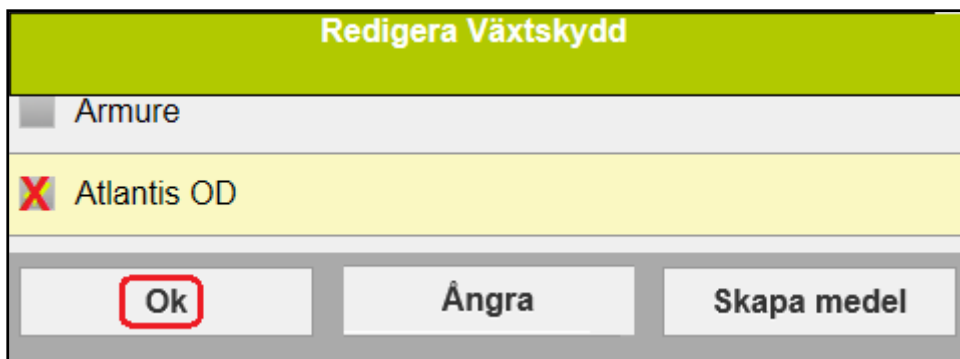 Redigera Växtskydd
Armure
Atlantis OD
Ok
Ångra
Skapa medel